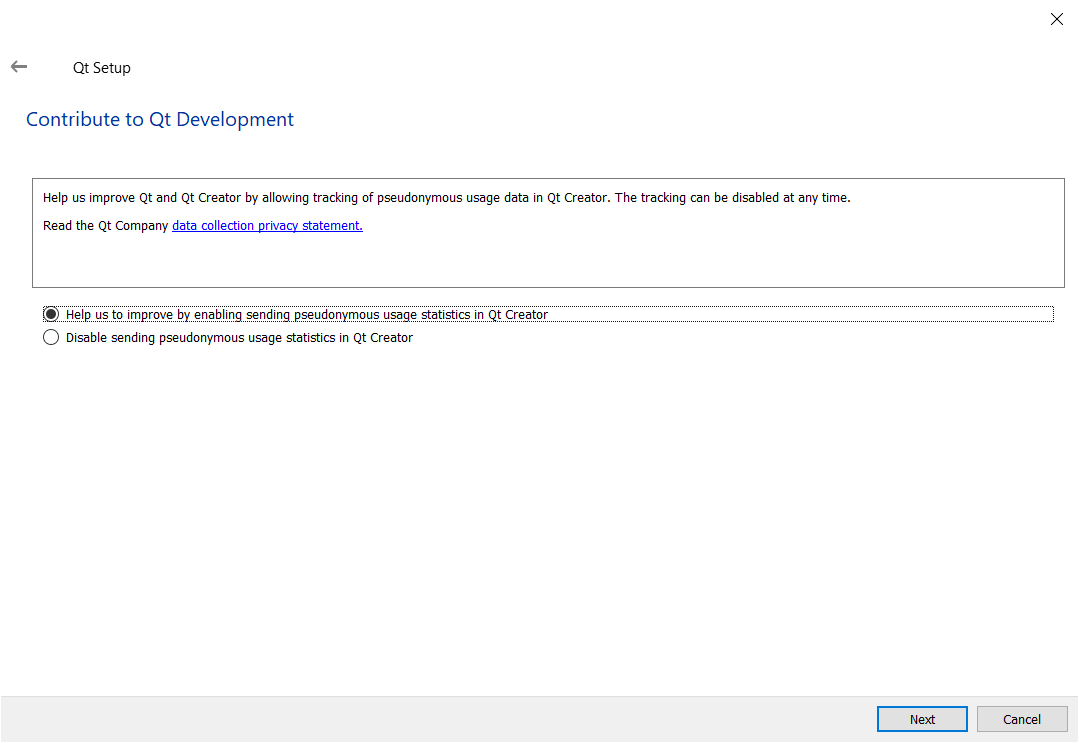 Qt Setup
Contribute to Qt Development
Help us improve Qt and Qt Creator by allowing tracking of pseudonymous usage data in Qt Creator. The tracking can be disabled at any time.
Read the Qt Company data collection privacy statement.
Help us to improve by enabling sending pseudonymous usage statistics in Qt Creator
Disable sending pseudonymous usage statistics in Qt Creator
Next
Cancel